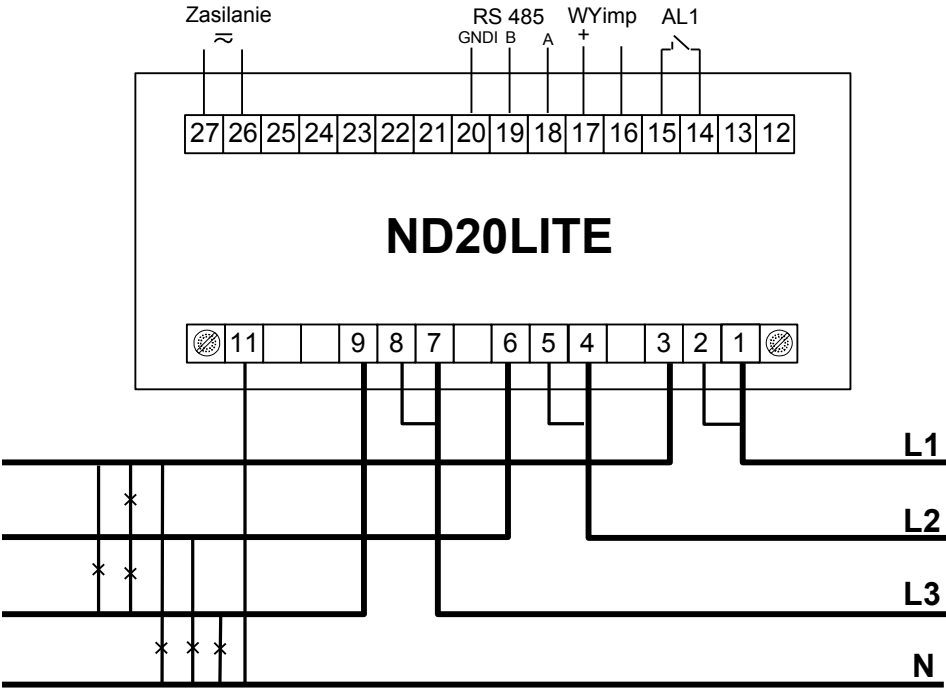 Zasilanie RS 485 WYimp AL1
GNDI B A +
27 26 25 24 23 22 21 20 19 18 17 16 15 14 13 12
ND20LITE
11 9 8 7 6 5 4 3 2 1
L1
L2
L3
N